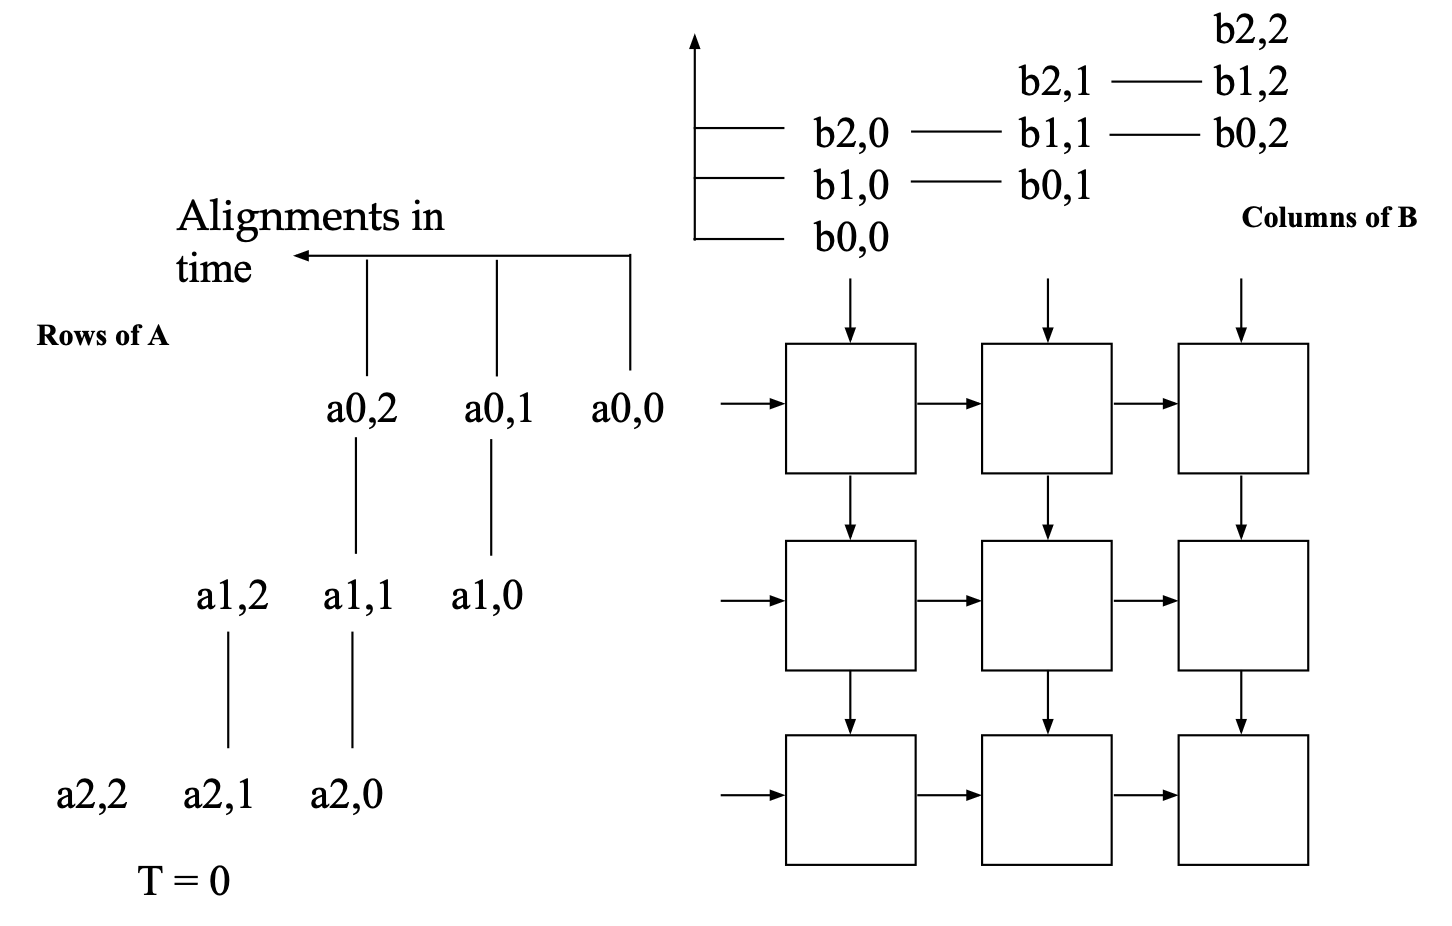 b2,2
b2,1 b1,2
b2,0 b1,1 b0,2
b1,0 b0,1
Alignments in
time
Columns of B
b0,0
Rows of A
a0,2 a0,1 a0,0
a1,2 a1,1 a1,0
a2,2 a2,1 a2,0
T = 0